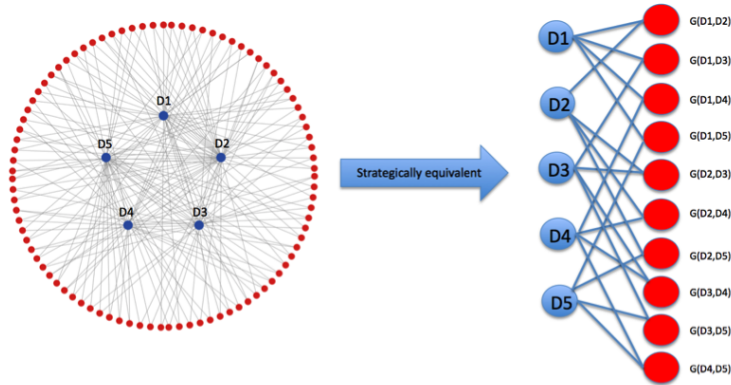 D1
D5
D2
D4
D3
Strategically equivalent
D1
D2
D3
D4
D5
G(D1,D2)
G(D1,D3)
G(D1,D4)
G(D1,D5)
G(D2,D3)
G(D2,D4)
G(D2,D5)
G(D3,D4)
G(D3,D5)
G(D4,D5)